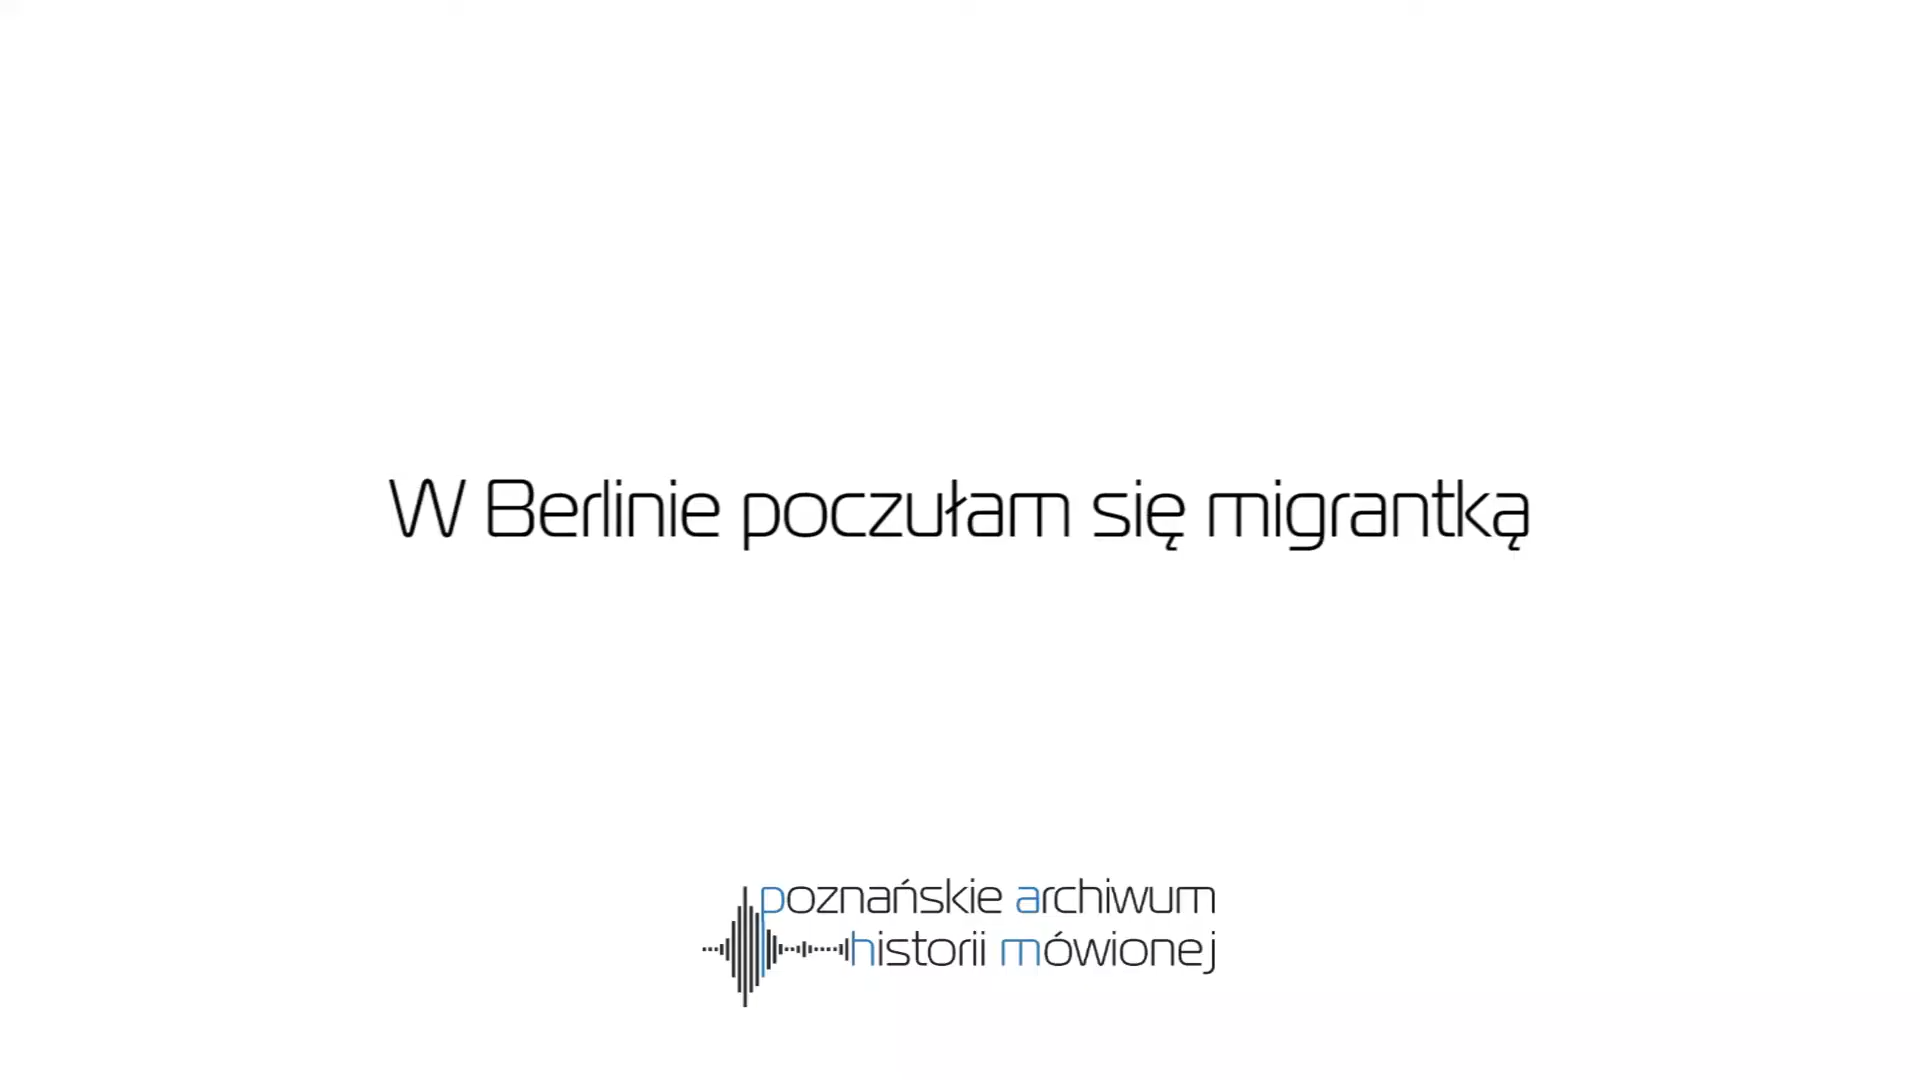 W Berlinie poczułam się migrantką
poznańskie archiwum
historii mówionej